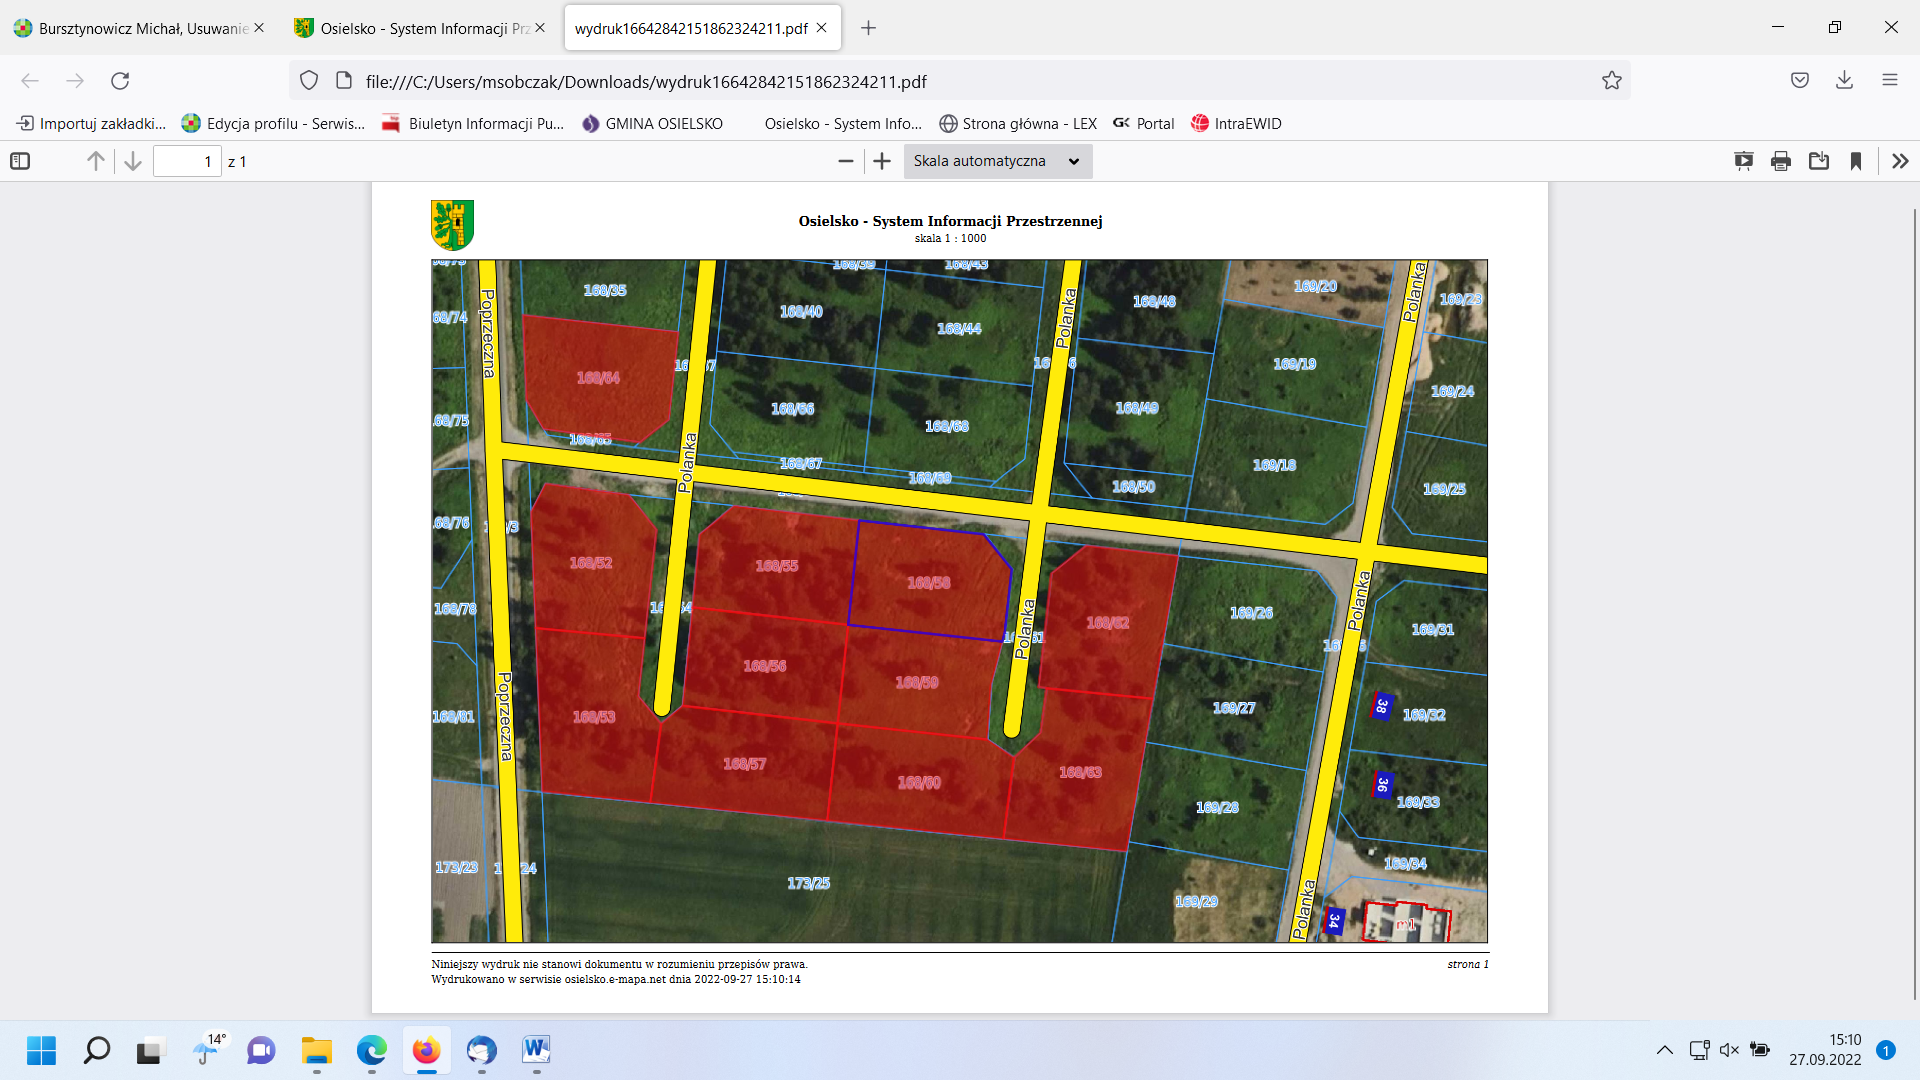 Bursztynowicz Michał, Usuwanie
Osielsko - System Informacji Prz
wydruk16642842151862324211.pdf
file:///C:/Users/msobczak/Downloads/wydruk16642842151862324211.pdf
Importuj zakładki...
Edycja profilu - Serwis...
Biuletyn Informacji Pu...
GMINA OSIELSKO
Osielsko - System Info...
Strona główna - LEX
GK Portal
IntraEWID
1 z 1
Skala automatyczna
Osielsko - System Informacji Przestrzennej
skala 1 : 1000
168/39
168/43
168/35
168/40
168/44
168/48
169/20
169/23
68/74
Poprzeczna
Polanka
Polanka
168/64
169/19
169/24
168/66
168/68
168/49
68/75
168/65
Polanka
168/67
168/69
169/18
168/50
169/25
68/76
168/52
168/55
168/58
168/62
168/78
169/26
Polanka
Polanka
169/31
168/56
168/59
Poprzeczna
168/81
168/53
169/27
38
169/32
168/57
168/60
168/63
36
169/33
169/28
173/23
173/25
169/34
169/29
Polanka
34
m1
Niniejszy wydruk nie stanowi dokumentu w rozumieniu przepisów prawa.
strona 1
Wydrukowano w serwisie osielsko.e-mapa.net dnia 2022-09-27 15:10:14
14°
15:10
27.09.2022
1